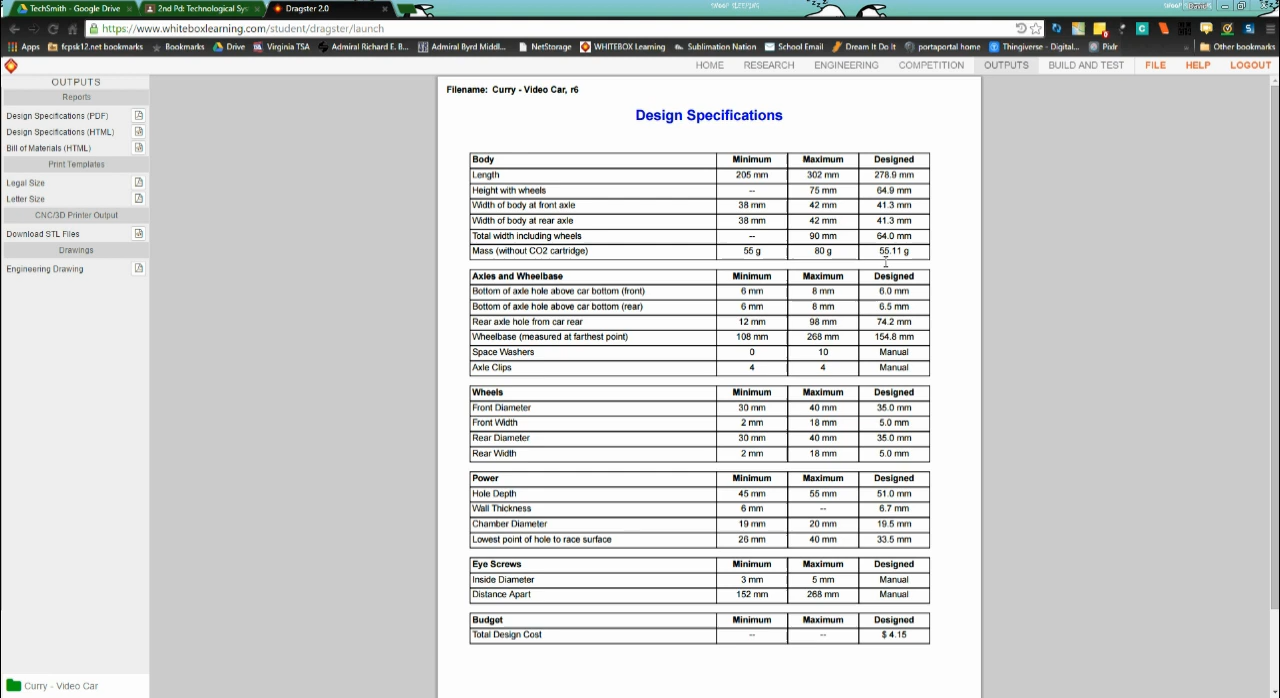 TechSmith - Google Drive
2nd Pd: Technological Sy
Dragster 2.0
https://www.whiteboxlearning.com/student/dragster/launch
Apps
fcpsk12.net bookmarks
Bookmarks
Drive
Virginia TSA
Admiral Richard E. B...
Admiral Byrd Middl...
NetStorage
WHITEBOX Learning
Sublimation Nation
School Email
Dream It Do It
portaportal home
Thingiverse - Digital...
Pixlr
Other bookmarks
HOME RESEARCH ENGINEERING COMPETITION OUTPUTS BUILD AND TEST FILE HELP LOGOUT
OUTPUTS
Reports
Design Specifications (PDF)
Design Specifications (HTML)
Bill of Materials (HTML)
Print Templates
Legal Size
Letter Size
CNC/3D Printer Output
Download STL Files
Drawings
Engineering Drawing
Curry - Video Car
Filename: Curry - Video Car, r6
Design Specifications
Body Minimum Maximum Designed
Length 205 mm 302 mm 278.9 mm
Height with wheels -- 75 mm 64.9 mm
Width of body at front axle 38 mm 42 mm 41.3 mm
Width of body at rear axle 38 mm 42 mm 41.3 mm
Total width including wheels -- 90 mm 64.0 mm
Mass (without CO2 cartridge) 55 g 80 g 55.11 g
Axles and Wheelbase Minimum Maximum Designed
Bottom of axle hole above car bottom (front) 6 mm 8 mm 6.0 mm
Bottom of axle hole above car bottom (rear) 6 mm 8 mm 6.5 mm
Rear axle hole from car rear 12 mm 98 mm 74.2 mm
Wheelbase (measured at farthest point) 108 mm 268 mm 154.8 mm
Space Washers 0 10 Manual
Axle Clips 4 4 Manual
Wheels Minimum Maximum Designed
Front Diameter 30 mm 40 mm 35.0 mm
Front Width 2 mm 18 mm 5.0 mm
Rear Diameter 30 mm 40 mm 35.0 mm
Rear Width 2 mm 18 mm 5.0 mm
Power Minimum Maximum Designed
Hole Depth 45 mm 55 mm 51.0 mm
Wall Thickness 6 mm -- 6.7 mm
Chamber Diameter 19 mm 20 mm 19.5 mm
Lowest point of hole to race surface 26 mm 40 mm 33.5 mm
Eye Screws Minimum Maximum Designed
Inside Diameter 3 mm 5 mm Manual
Distance Apart 152 mm 268 mm Manual
Budget Minimum Maximum Designed
Total Design Cost -- -- $ 4.15